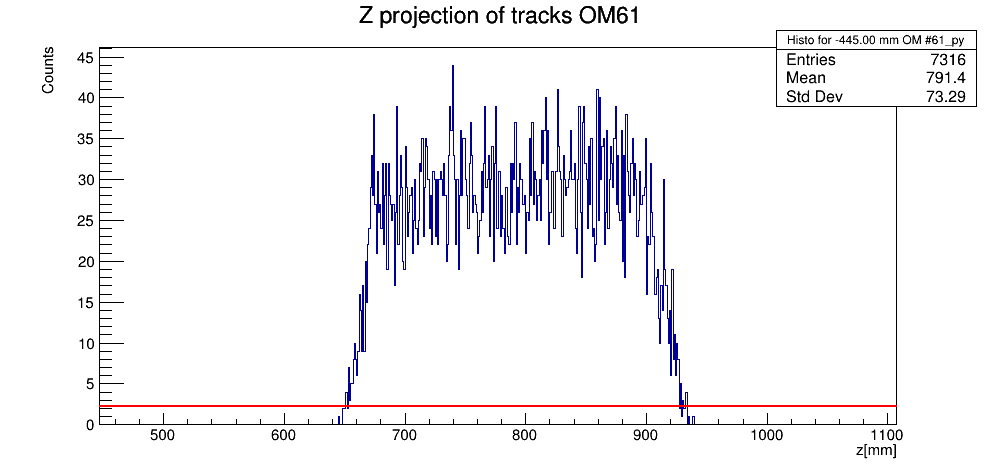 Z projection of tracks OM61
Histo for -445.00 mm OM #61_py
Entries 7316
Mean 791.4
Std Dev 73.29
Counts
45
40
35
30
25
20
15
10
5
0
500 600 700 800 900 1000 1100
z[mm]